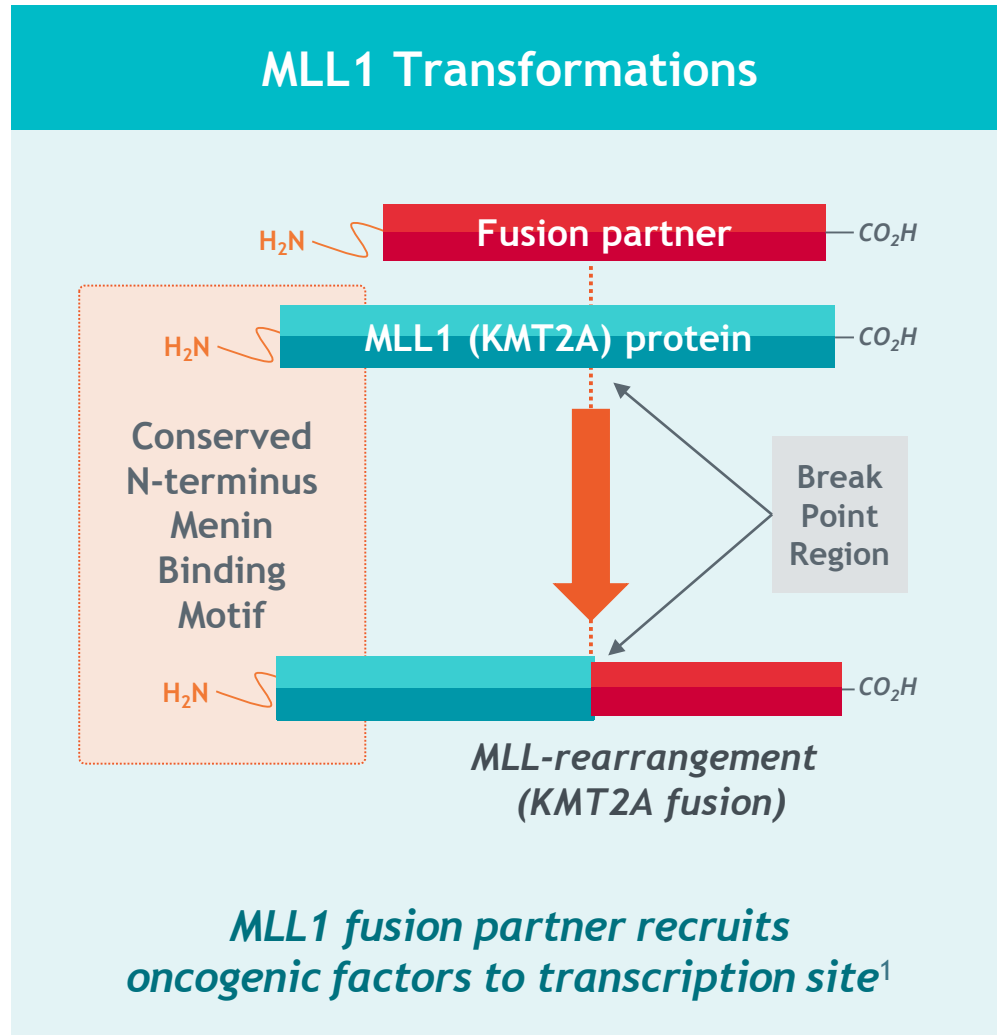 MLL1 Transformations
H₂N
Fusion partner
CO₂H
H₂N
MLL1 (KMT2A) protein
CO₂H
Conserved
N-terminus
Menin
Binding
Motif
Break
Point
Region
H₂N
CO₂H
MLL-rearrangement
(KMT2A fusion)
MLL1 fusion partner recruits
oncogenic factors to transcription site¹